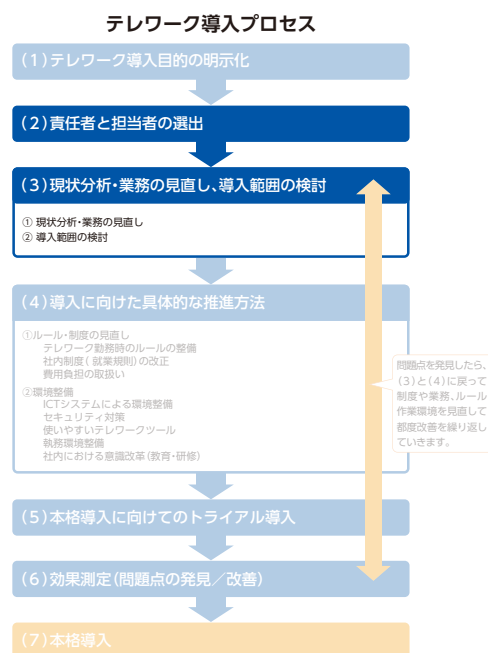 テレワーク導入プロセス
(1)テレワーク導入目的の明示化
(2)責任者と担当者の選出
(3)現状分析・業務の見直し、導入範囲の検討
① 現状分析・業務の見直し
② 導入範囲の検討
(4)導入に向けた具体的な推進方法
①ルール・制度の見直し
テレワーク勤務時のルールの整備
社内制度(就業規則)の改正
費用負担の取扱い
②環境整備
ICTシステムによる環境整備
セキュリティ対策
使いやすいテレワークツール
執務環境整備
社内における意識改革(教育・研修)
問題点を発見したら、
(3)と(4)に戻って
制度や業務、ルール
作業環境を見直して
都度改善を繰り返し
ていきます。
(5)本格導入に向けてのトライアル導入
(6)効果測定(問題点の発見/改善)
(7)本格導入